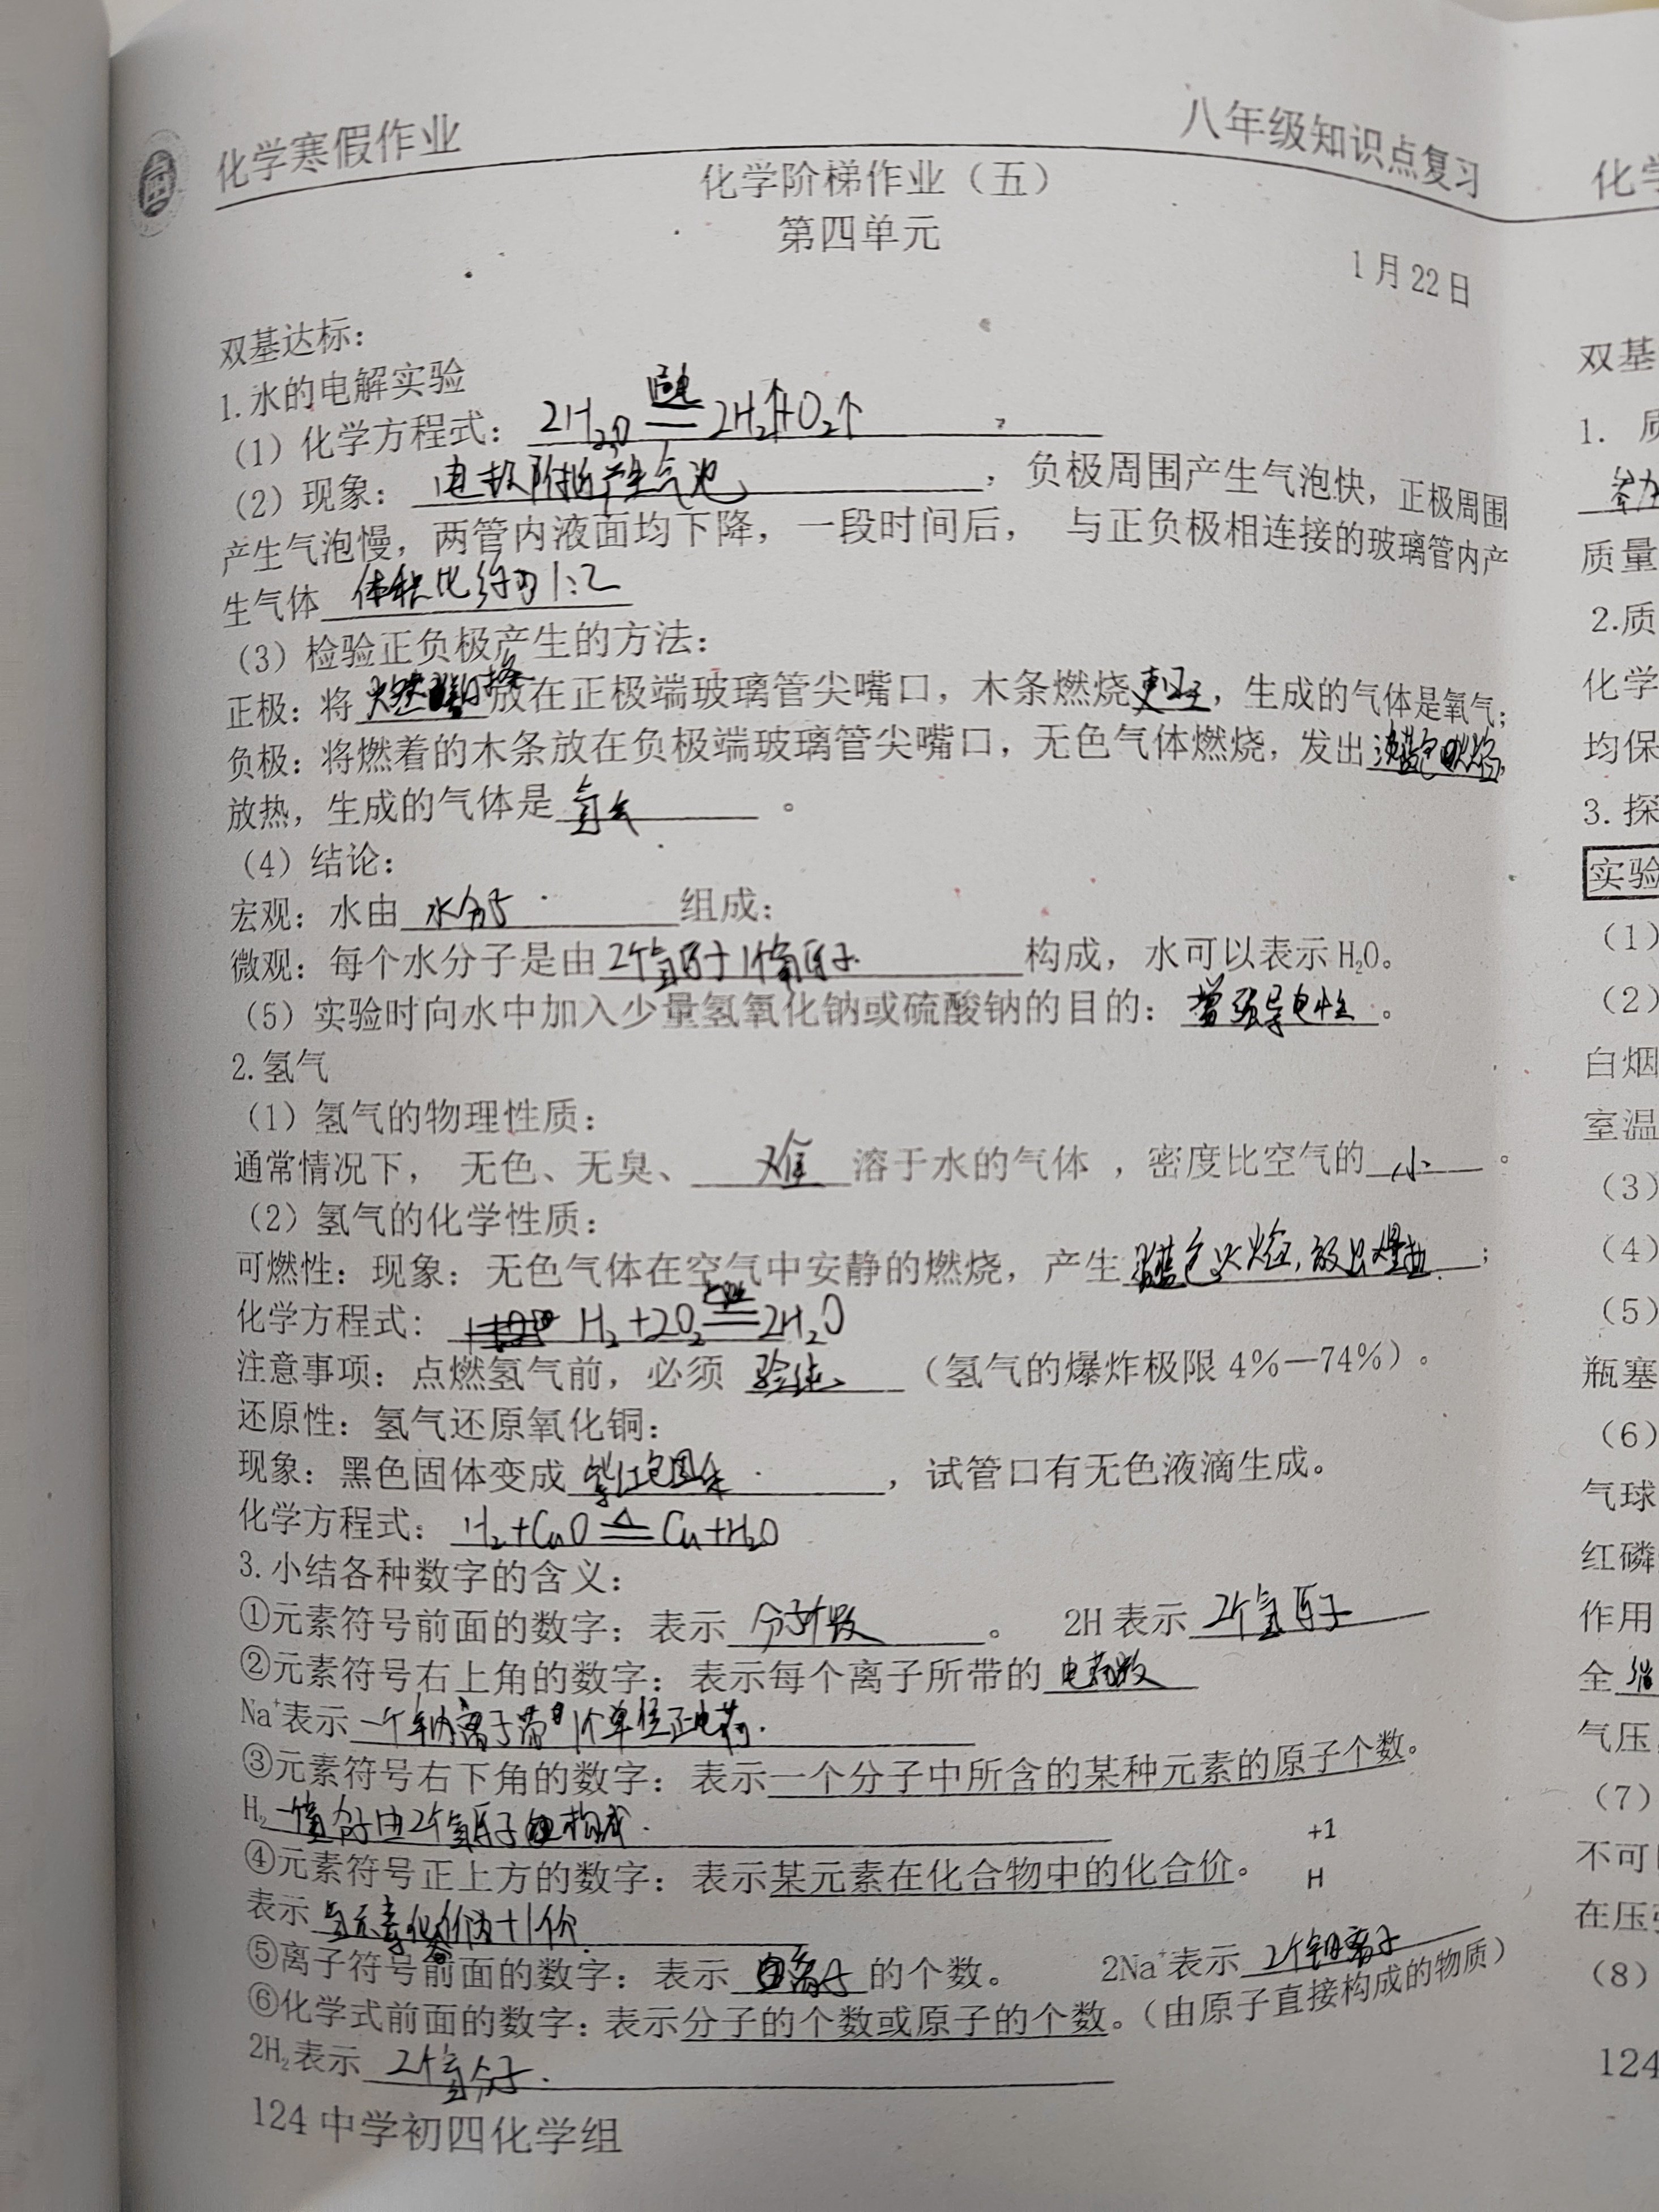 化学寒假作业
八年级知识点复习
化学阶梯作业（五）
第四单元
1月22日
双基达标：
1.水的电解实验
（1）化学方程式：2H₂O 通电═ 2H₂↑+O₂↑
（2）现象：电极附近产生气泡，负极周围产生气泡快，正极周围
产生气泡慢，两管内液面均下降，一段时间后，与正负极相连接的玻璃管内产
生气体 体积比约为1:2
（3）检验正负极产生的方法：
正极：将 燃 木条 放在正极端玻璃管尖嘴口，木条燃烧更旺，生成的气体是氧气；
负极：将燃着的木条放在负极端玻璃管尖嘴口，无色气体燃烧，发出淡蓝色火焰，
放热，生成的气体是 氢气 。
（4）结论：
宏观：水由 水分子 组成；
微观：每个水分子是由 2个氢原子1个氧原子 构成，水可以表示H₂O。
（5）实验时向水中加入少量氢氧化钠或硫酸钠的目的：增强导电性。
2.氢气
（1）氢气的物理性质：
通常情况下， 无色、无臭、 难 溶于水的气体 ，密度比空气的 小 。
（2）氢气的化学性质：
可燃性：现象：无色气体在空气中安静的燃烧，产生 淡蓝色火焰，放出热量；
化学方程式： H₂+2O₂ 点燃═ 2H₂O
注意事项：点燃氢气前，必须 验纯 （氢气的爆炸极限4%—74%）。
还原性：氢气还原氧化铜：
现象：黑色固体变成 紫红色固体 ，试管口有无色液滴生成。
化学方程式：H₂+CuO △═ Cu+H₂O
3.小结各种数字的含义：
①元素符号前面的数字：表示 分子个数 。 2H表示 2个氢原子
②元素符号右上角的数字：表示每个离子所带的 电荷数
Na⁺表示 一个钠离子带1个单位正电荷.
③元素符号右下角的数字：表示一个分子中所含的某种元素的原子个数。
H₂ 一个氢分子由2个氢原子构成.
+1
④元素符号正上方的数字：表示某元素在化合物中的化合价。 H
表示 氢元素化合价为+1价.
⑤离子符号前面的数字：表示 离子 的个数。 2Na⁺表示 2个钠离子
⑥化学式前面的数字：表示分子的个数或原子的个数。（由原子直接构成的物质）
2H₂表示 2个氢分子.
124中学初四化学组
化学
双基
1. 质
质量
2.质
化学
均保
3.探
实验
（1）
（2）
白烟
室温
（3）
（4）
（5）
瓶塞
（6）
气球
红磷
作用
全
气压
（7）
不可
在压强
（8）
124